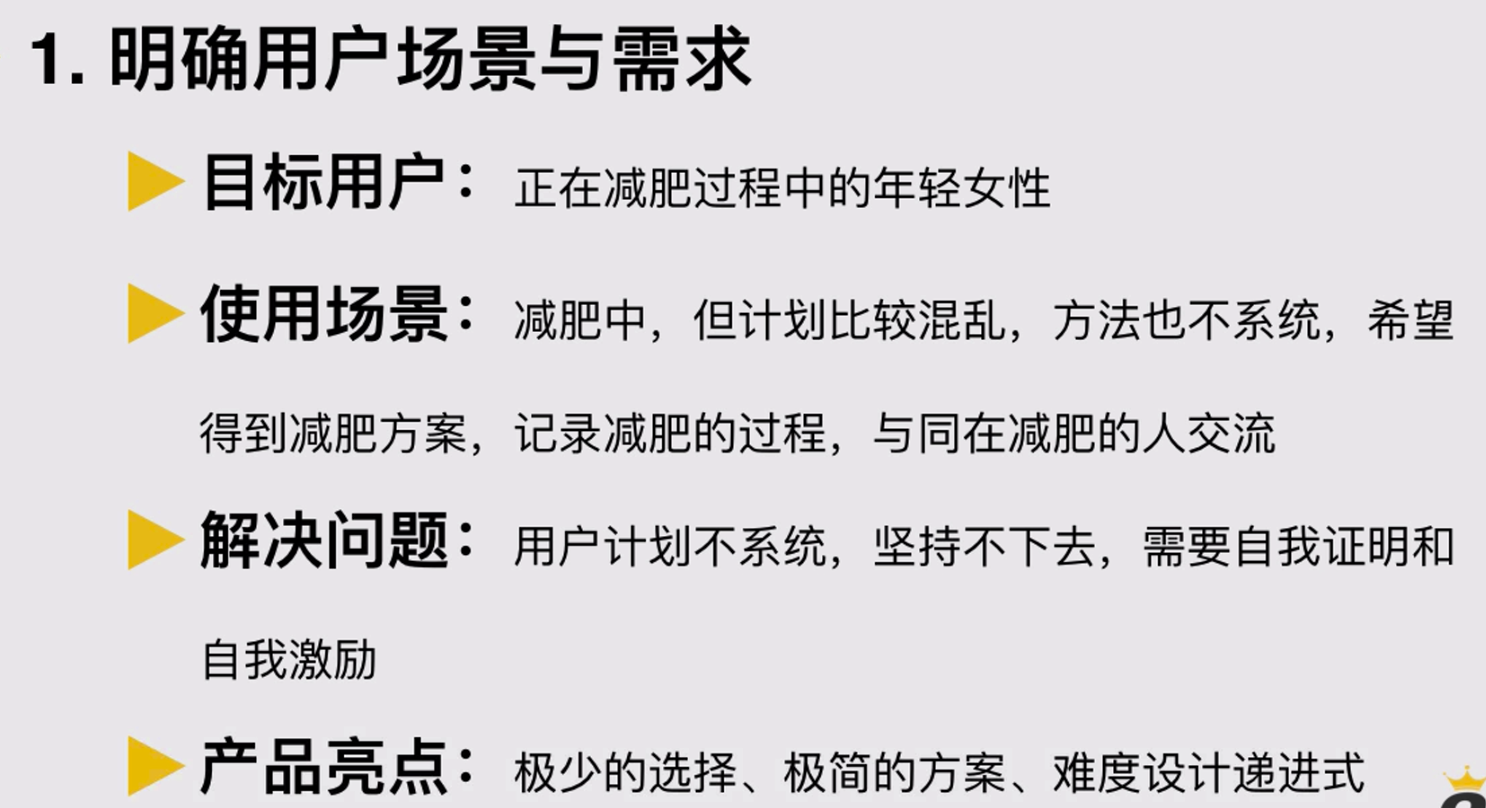 1. 明确用户场景与需求
目标用户：正在减肥过程中的年轻女性
使用场景：减肥中，但计划比较混乱，方法也不系统，希望
得到减肥方案，记录减肥的过程，与同在减肥的人交流
解决问题：用户计划不系统，坚持不下去，需要自我证明和
自我激励
产品亮点：极少的选择、极简的方案、难度设计递进式